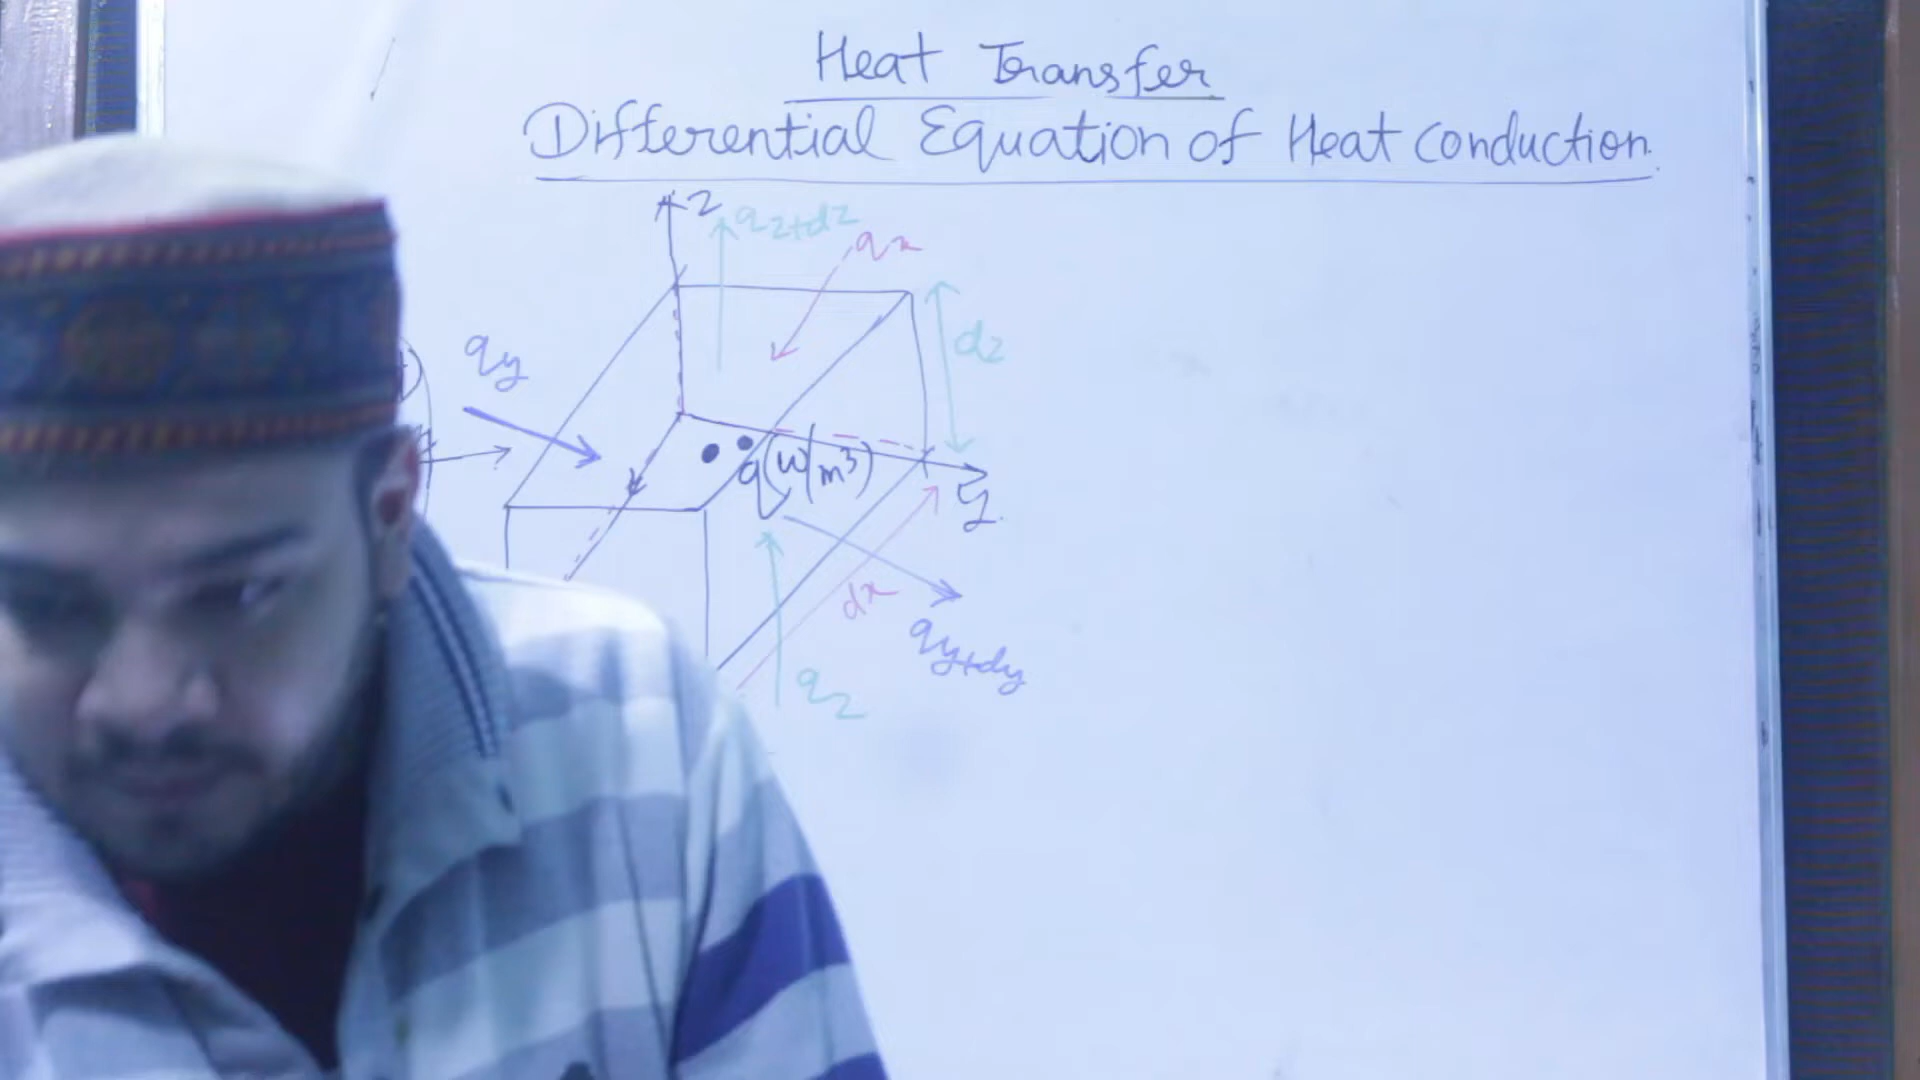 Heat Transfer
Differential Equation of Heat conduction.
z
qz+dz
qx
qy
dz
q (W/m³)
y
dx
qy+dy
qz